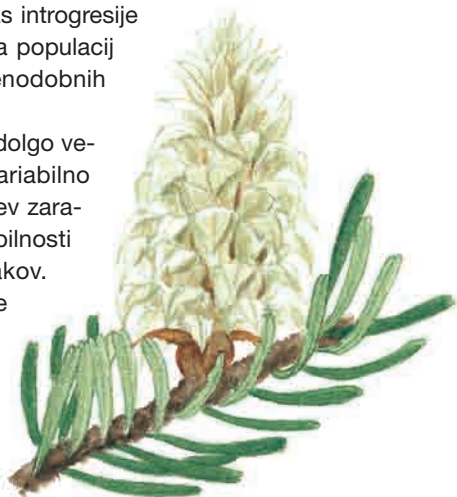 s introgresije
a populacij
enodobnih
dolgo ve-
ariabilno
ev zara-
bilnosti
akov.
e